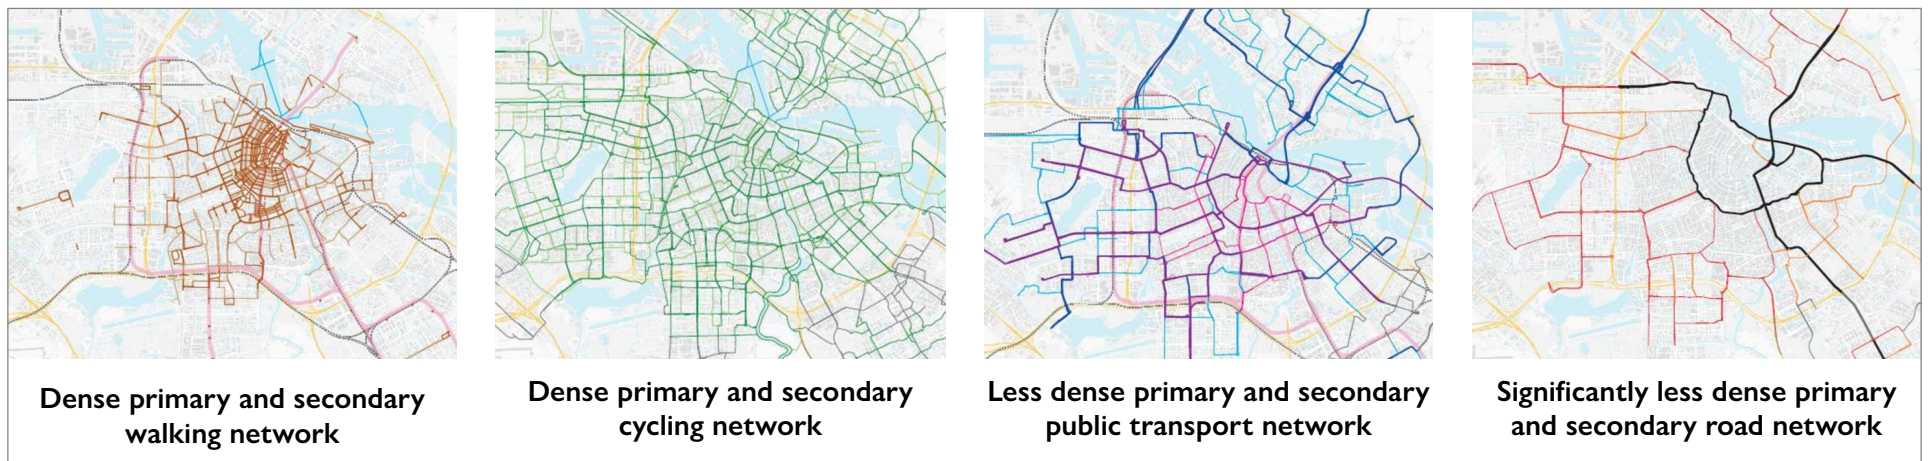 Dense primary and secondary
walking network
Dense primary and secondary
cycling network
Less dense primary and secondary
public transport network
Significantly less dense primary
and secondary road network